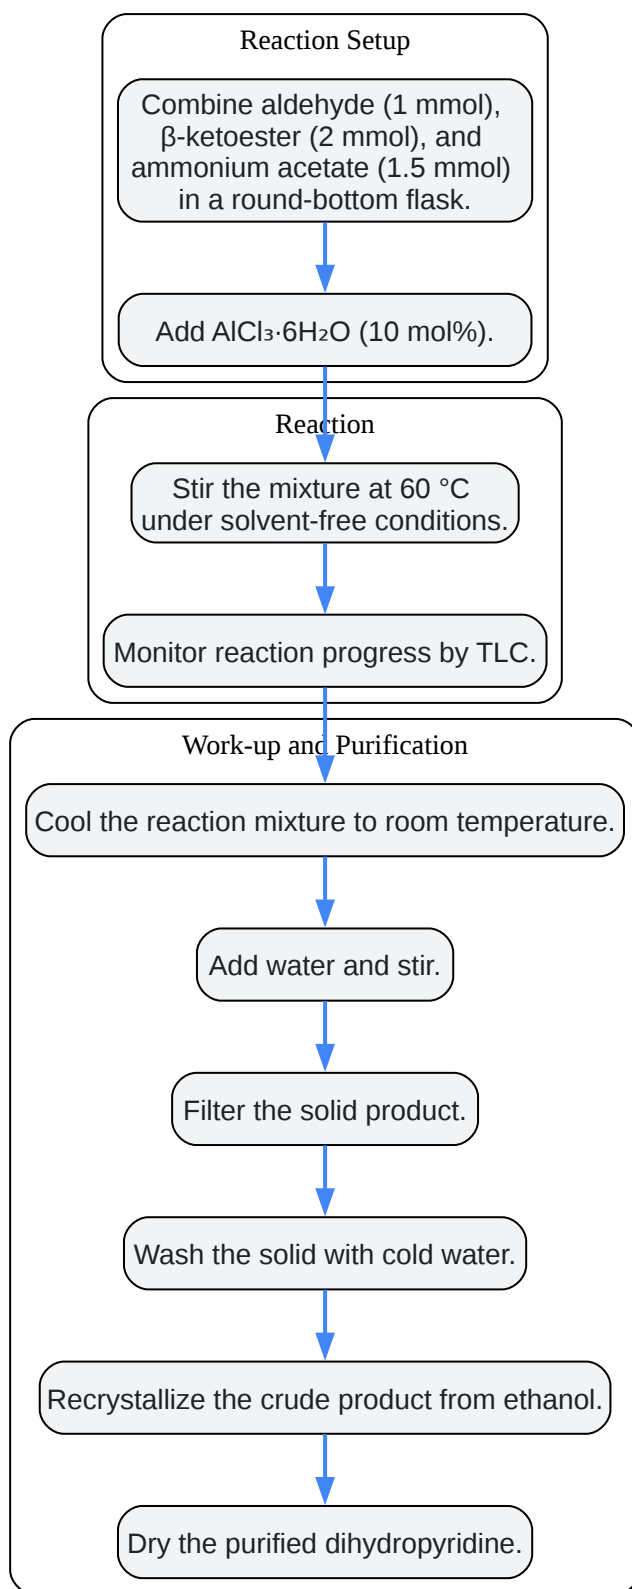 Reaction Setup
Combine aldehyde (1 mmol),
β-ketoester (2 mmol), and
ammonium acetate (1.5 mmol)
in a round-bottom flask.
Add AlCl₃·6H₂O (10 mol%).
Reaction
Stir the mixture at 60 °C
under solvent-free conditions.
Monitor reaction progress by TLC.
Work-up and Purification
Cool the reaction mixture to room temperature.
Add water and stir.
Filter the solid product.
Wash the solid with cold water.
Recrystallize the crude product from ethanol.
Dry the purified dihydropyridine.